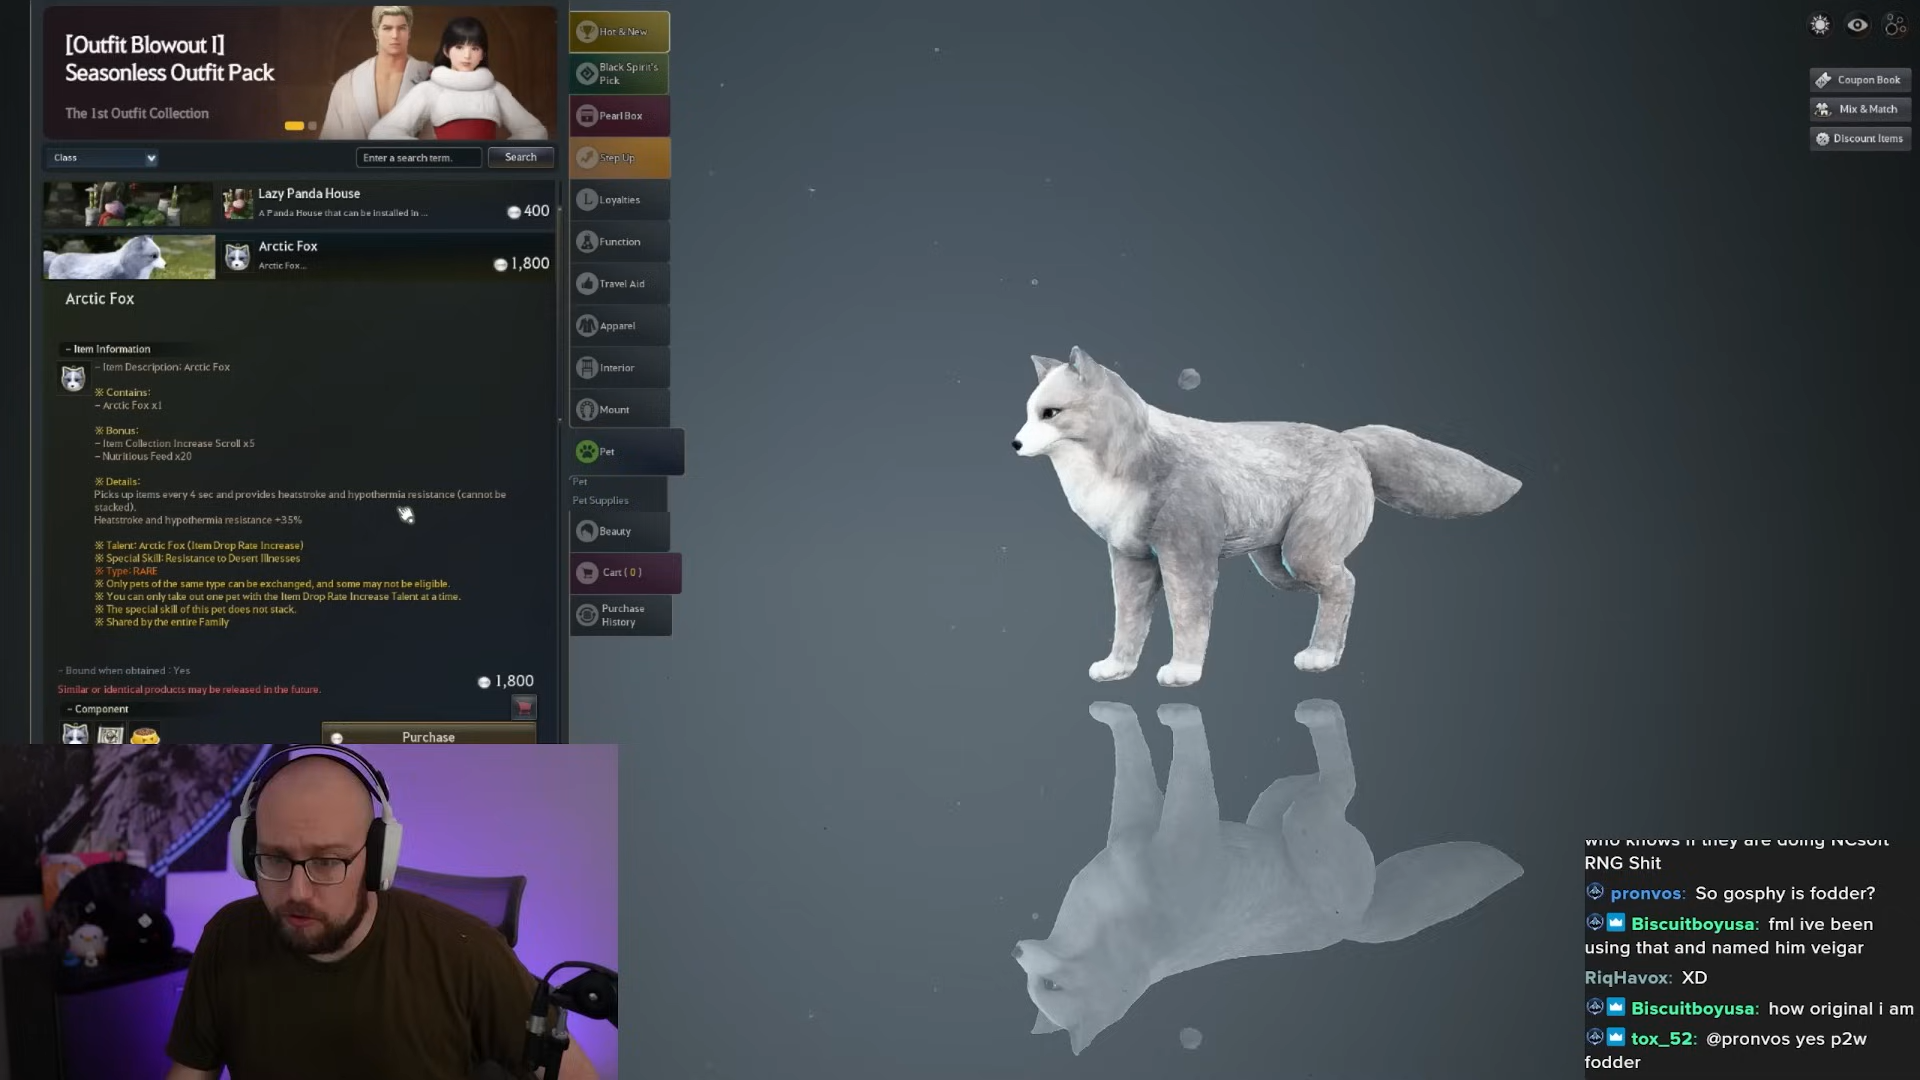 [Outfit Blowout I]
Seasonless Outfit Pack
The 1st Outfit Collection
Class
Enter a search term.
Search
Lazy Panda House
A Panda House that can be Installed In ...
400
Arctic Fox
Arctic Fox...
1,800
Arctic Fox
- Item Information
- Item Description: Arctic Fox
※ Contains:
- Arctic Fox x1
※ Bonus:
- Item Collection Increase Scroll x5
- Nutritious Feed x20
※ Details:
Picks up items every 4 sec and provides heatstroke and hypothermia resistance (cannot be
stacked).
Heatstroke and hypothermia resistance +35%
※ Talent: Arctic Fox (Item Drop Rate Increase)
※ Special Skill: Resistance to Desert Illnesses
※ Type: RARE
※ Only pets of the same type can be exchanged, and some may not be eligible.
※ You can only take out one pet with the Item Drop Rate Increase Talent at a time.
※ The special skill of this pet does not stack.
※ Shared by the entire Family
- Bound when obtained : Yes
1,800
Similar or identical products may be released in the future.
- Component
Purchase
Hot & New
Black Spirit's
Pick
Pearl Box
Step Up
Loyalties
Function
Travel Aid
Apparel
Interior
Mount
Pet
Pet
Pet Supplies
Beauty
Cart ( 0 )
Purchase
History
Coupon Book
Mix & Match
Discount Items
who knows if they are doing NCsoft
RNG Shit
pronvos: So gosphy is fodder?
Biscuitboyusa: fml ive been
using that and named him veigar
RiqHavox: XD
Biscuitboyusa: how original i am
tox_52: @pronvos yes p2w
fodder